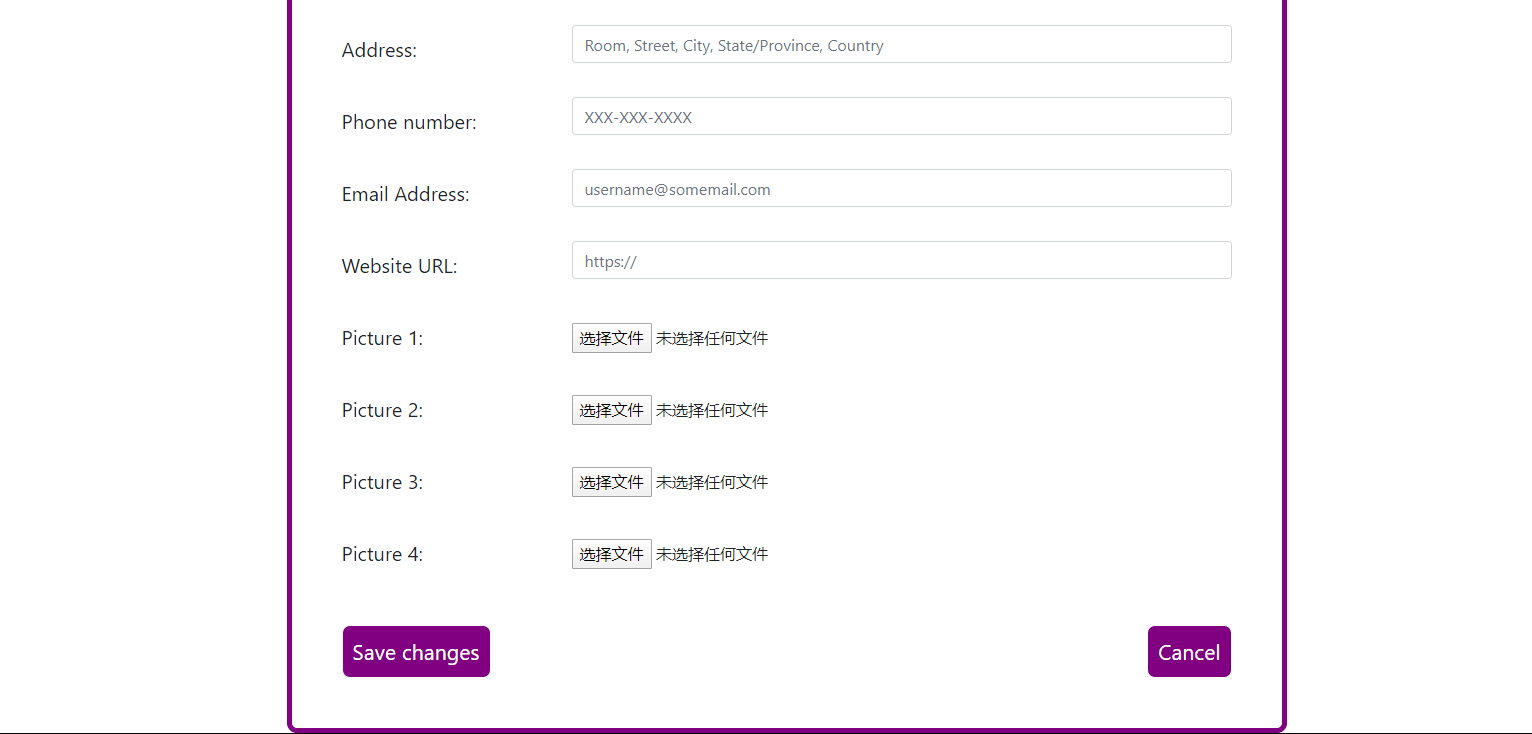 Address: Room, Street, City, State/Province, Country
Phone number: XXX-XXX-XXXX
Email Address: username@somemail.com
Website URL: https://
Picture 1: 选择文件 未选择任何文件
Picture 2: 选择文件 未选择任何文件
Picture 3: 选择文件 未选择任何文件
Picture 4: 选择文件 未选择任何文件
Save changes Cancel